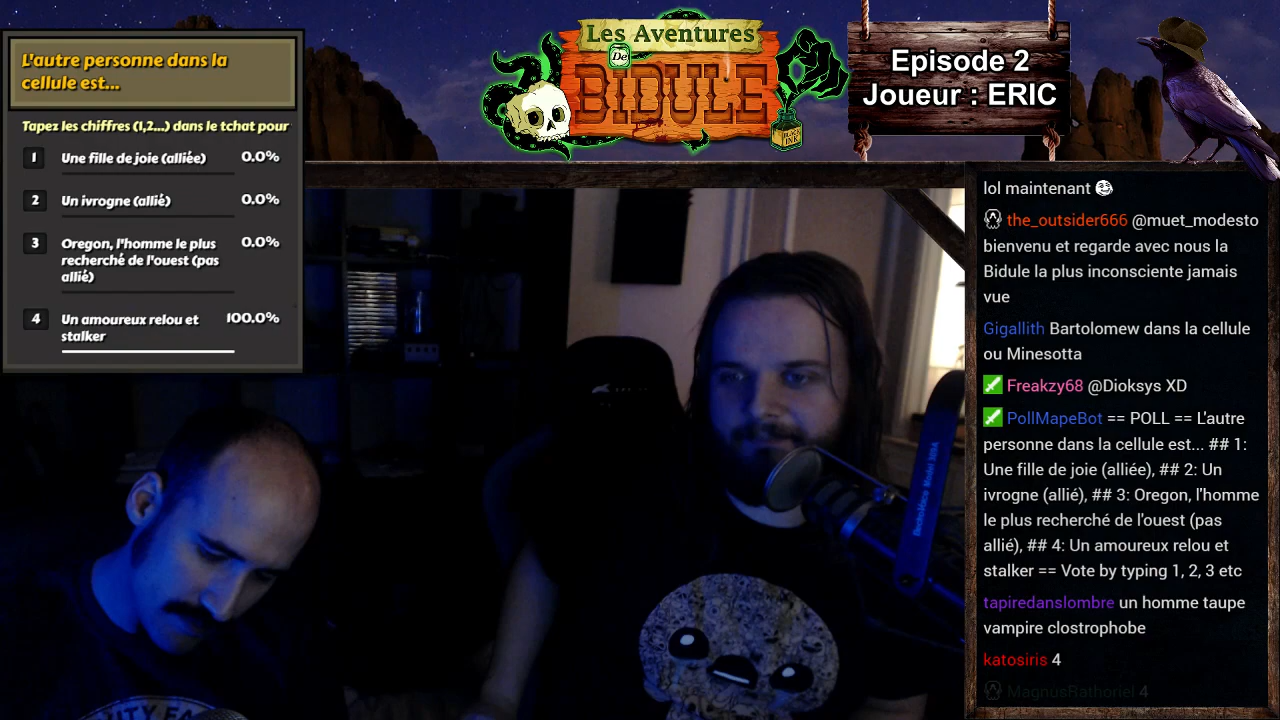 L'autre personne dans la
cellule est...
Tapez les chiffres (1,2...) dans le tchat pour
1 Une fille de joie (alliée) 0.0%
2 Un ivrogne (allié) 0.0%
3 Oregon, l'homme le plus 0.0%
recherché de l'ouest (pas
allié)
4 Un amoureux relou et 100.0%
stalker
Les Aventures
De
BIDULE
BLACK
INK
Episode 2
Joueur : ERIC
lol maintenant
the_outsider666 @muet_modesto
bienvenu et regarde avec nous la
Bidule la plus inconsciente jamais
vue
Gigallith Bartolomew dans la cellule
ou Minesotta
Freakzy68 @Dioksys XD
PollMapeBot == POLL == L'autre
personne dans la cellule est... ## 1:
Une fille de joie (alliée), ## 2: Un
ivrogne (allié), ## 3: Oregon, l'homme
le plus recherché de l'ouest (pas
allié), ## 4: Un amoureux relou et
stalker == Vote by typing 1, 2, 3 etc
tapiredanslombre un homme taupe
vampire clostrophobe
katosiris 4
MagnusRathoriel 4